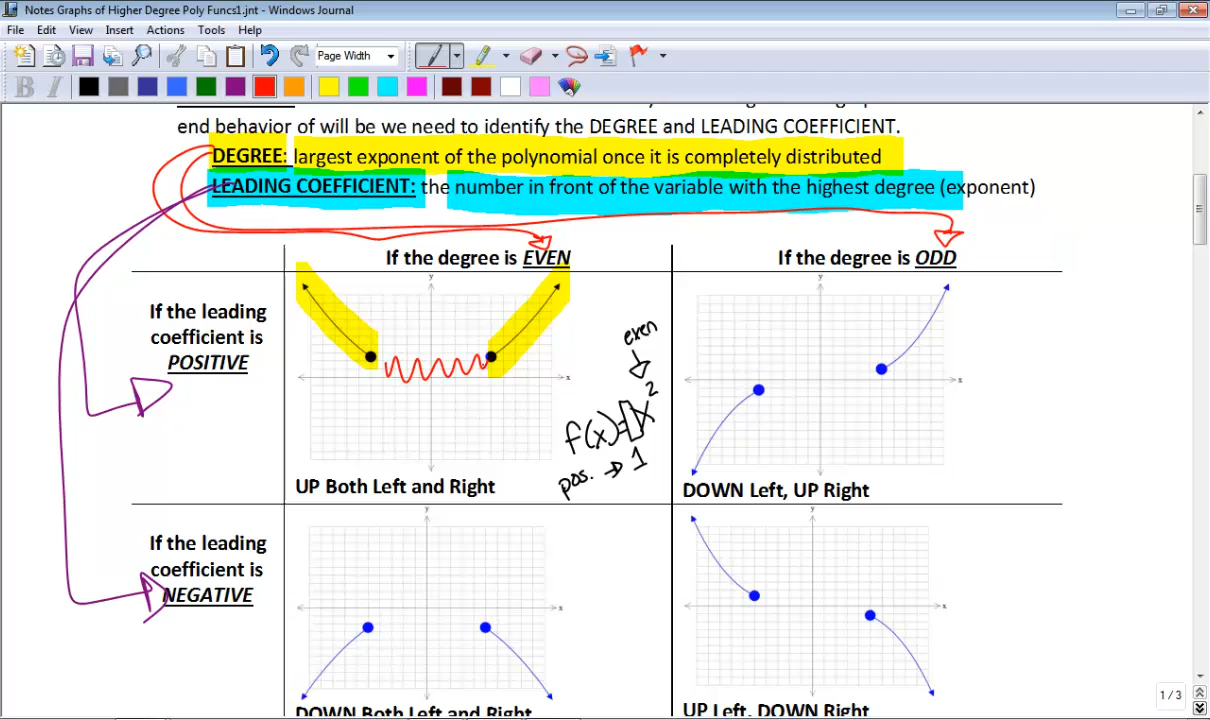 Notes Graphs of Higher Degree Poly Funcs1.jnt - Windows Journal
File Edit View Insert Actions Tools Help
Page Width
B I
end behavior of will be we need to identify the DEGREE and LEADING COEFFICIENT.
DEGREE: largest exponent of the polynomial once it is completely distributed
LEADING COEFFICIENT: the number in front of the variable with the highest degree (exponent)
If the degree is EVEN
If the degree is ODD
If the leading
coefficient is
POSITIVE
y
x
even
f(x)=x²
pos. → 1
UP Both Left and Right
y
x
DOWN Left, UP Right
If the leading
coefficient is
NEGATIVE
y
x
DOWN Both Left and Right
y
x
UP Left, DOWN Right
1 / 3